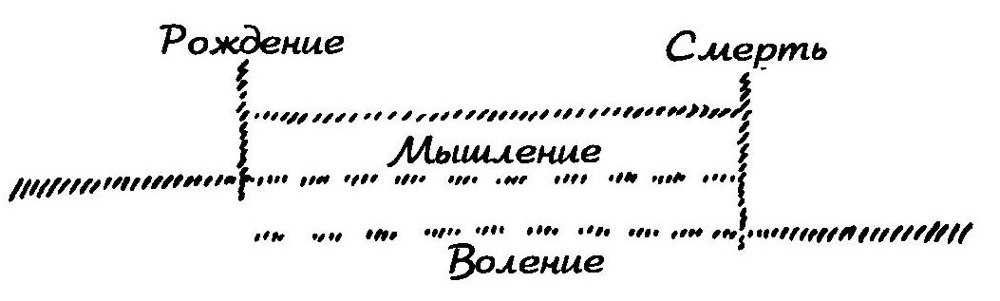 Рождение
Смерть
Мышление
Воление